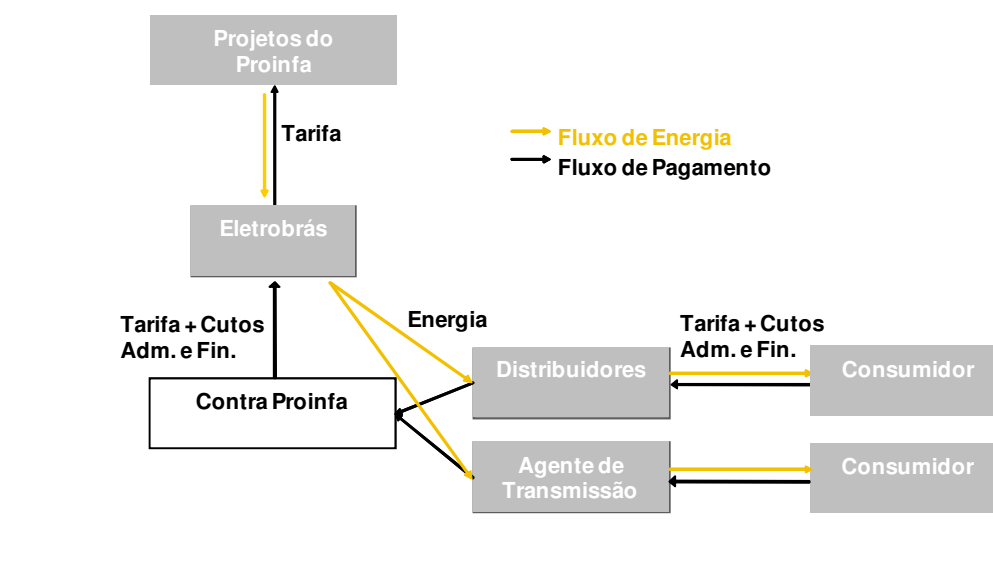 Projetos do
Proinfa
Tarifa
Fluxo de Energia
Fluxo de Pagamento
Eletrobrás
Tarifa + Cutos
Adm. e Fin.
Energia
Tarifa + Cutos
Adm. e Fin.
Distribuidores
Consumidor
Contra Proinfa
Agente de
Transmissão
Consumidor